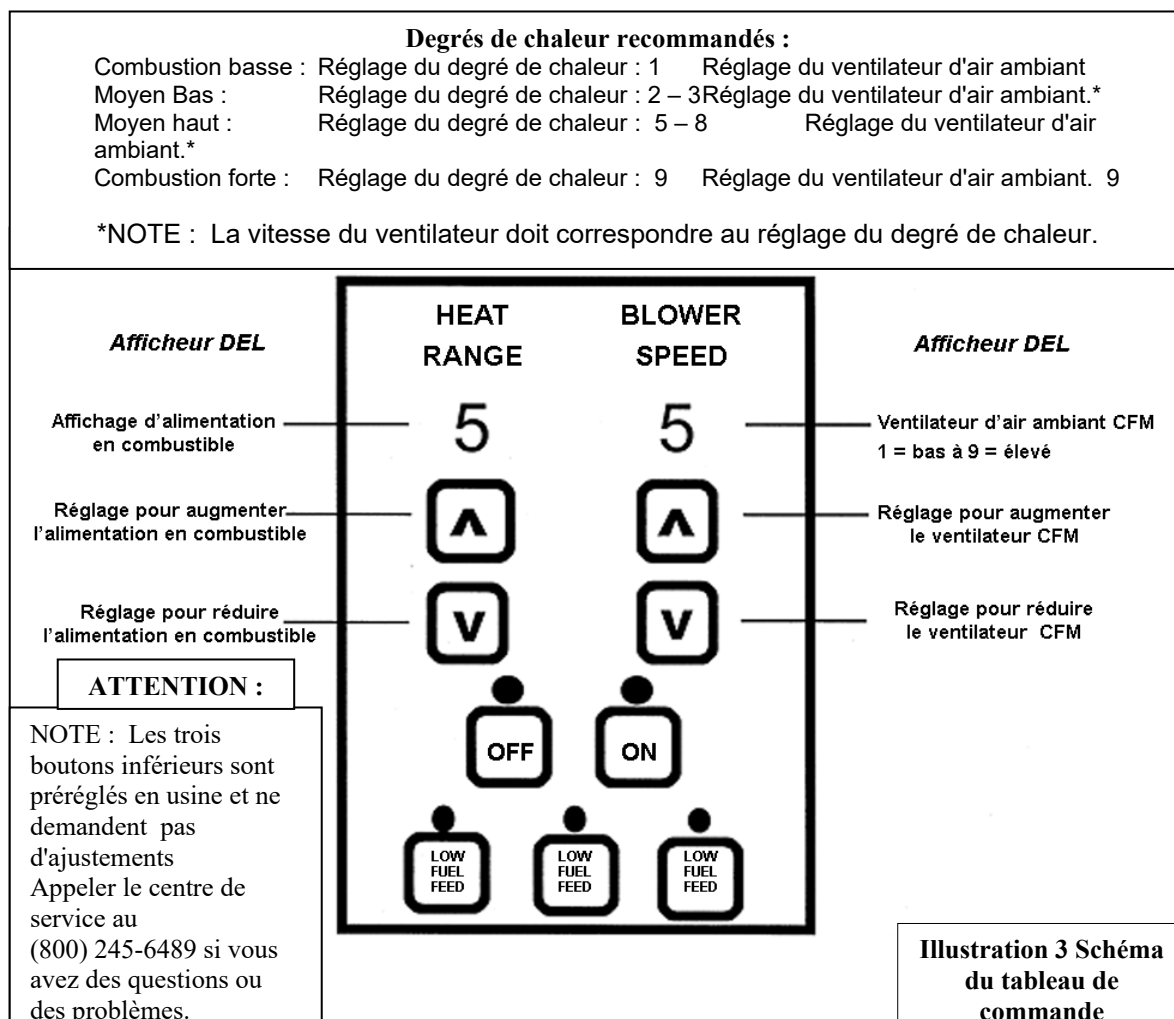 Degrés de chaleur recommandés :
Combustion basse : Réglage du degré de chaleur : 1 Réglage du ventilateur d'air ambiant
Moyen Bas : Réglage du degré de chaleur : 2 – 3Réglage du ventilateur d'air ambiant.*
Moyen haut : Réglage du degré de chaleur : 5 – 8 Réglage du ventilateur d'air
ambiant.*
Combustion forte : Réglage du degré de chaleur : 9 Réglage du ventilateur d'air ambiant. 9
*NOTE : La vitesse du ventilateur doit correspondre au réglage du degré de chaleur.
HEAT
RANGE
BLOWER
SPEED
Afficheur DEL
Afficheur DEL
Affichage d'alimentation
en combustible
5
5
Ventilateur d'air ambiant CFM
1 = bas à 9 = élevé
Réglage pour augmenter
l'alimentation en combustible
Réglage pour augmenter
le ventilateur CFM
Réglage pour réduire
l'alimentation en combustible
Réglage pour réduire
le ventilateur CFM
OFF
ON
LOW
FUEL
FEED
LOW
FUEL
FEED
LOW
FUEL
FEED
ATTENTION :
NOTE : Les trois
boutons inférieurs sont
préréglés en usine et ne
demandent pas
d'ajustements
Appeler le centre de
service au
(800) 245-6489 si vous
avez des questions ou
des problèmes.
Illustration 3 Schéma
du tableau de
commande